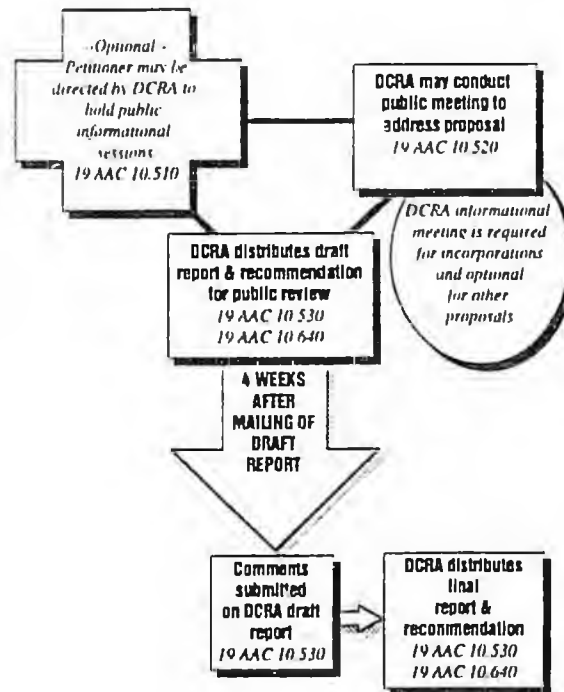 -Optional -
Petitioner may be
directed by DCRA to
hold public
informational
sessions
19 AAC 10.510
DCRA may conduct
public meeting to
address proposal
19 AAC 10.520
DCRA informational
meeting is required
for incorporations
and optional
for other
proposals
DCRA distributes draft
report & recommendation
for public review
19 AAC 10.530
19 AAC 10.640
4 WEEKS
AFTER
MAILING OF
DRAFT
REPORT
Comments
submitted
on DCRA draft
report
19 AAC 10.530
DCRA distributes
final
report &
recommendation
19 AAC 10.530
19 AAC 10.640